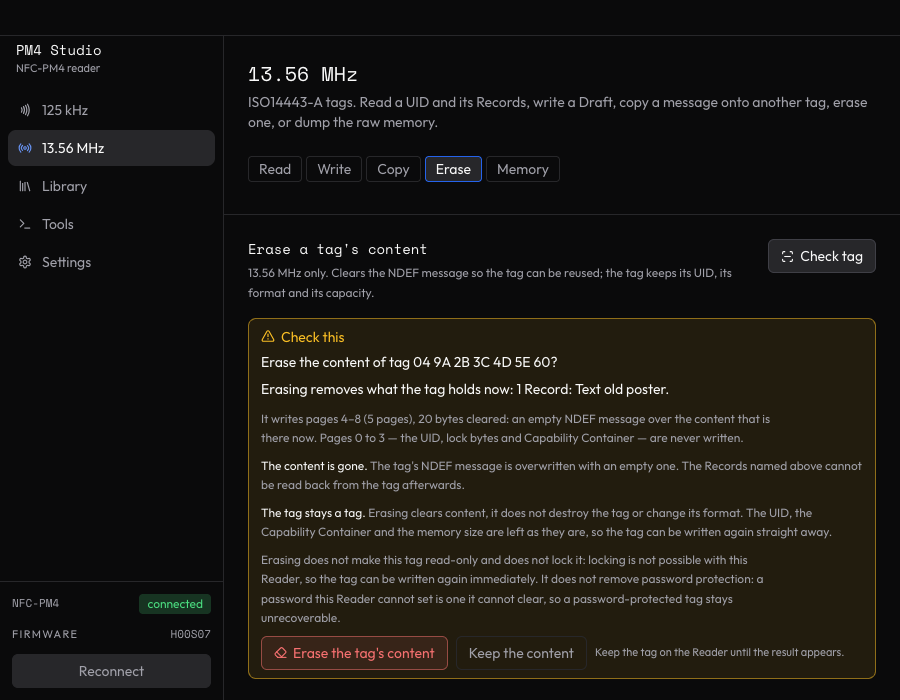 PM4 Studio
NFC-PM4 reader
125 kHz
13.56 MHz
Library
Tools
Settings
NFC-PM4
connected
FIRMWARE
H00S07
Reconnect
13.56 MHz
ISO14443-A tags. Read a UID and its Records, write a Draft, copy a message onto another tag, erase
one, or dump the raw memory.
Read
Write
Copy
Erase
Memory
Erase a tag's content
13.56 MHz only. Clears the NDEF message so the tag can be reused; the tag keeps its UID, its
format and its capacity.
Check tag
Check this
Erase the content of tag 04 9A 2B 3C 4D 5E 60?
Erasing removes what the tag holds now: 1 Record: Text old poster.
It writes pages 4–8 (5 pages), 20 bytes cleared: an empty NDEF message over the content that is
there now. Pages 0 to 3 — the UID, lock bytes and Capability Container — are never written.
The content is gone. The tag's NDEF message is overwritten with an empty one. The Records named above cannot
be read back from the tag afterwards.
The tag stays a tag. Erasing clears content, it does not destroy the tag or change its format. The UID, the
Capability Container and the memory size are left as they are, so the tag can be written again straight away.
Erasing does not make this tag read-only and does not lock it: locking is not possible with this
Reader, so the tag can be written again immediately. It does not remove password protection: a
password this Reader cannot set is one it cannot clear, so a password-protected tag stays
unrecoverable.
Erase the tag's content
Keep the content
Keep the tag on the Reader until the result appears.